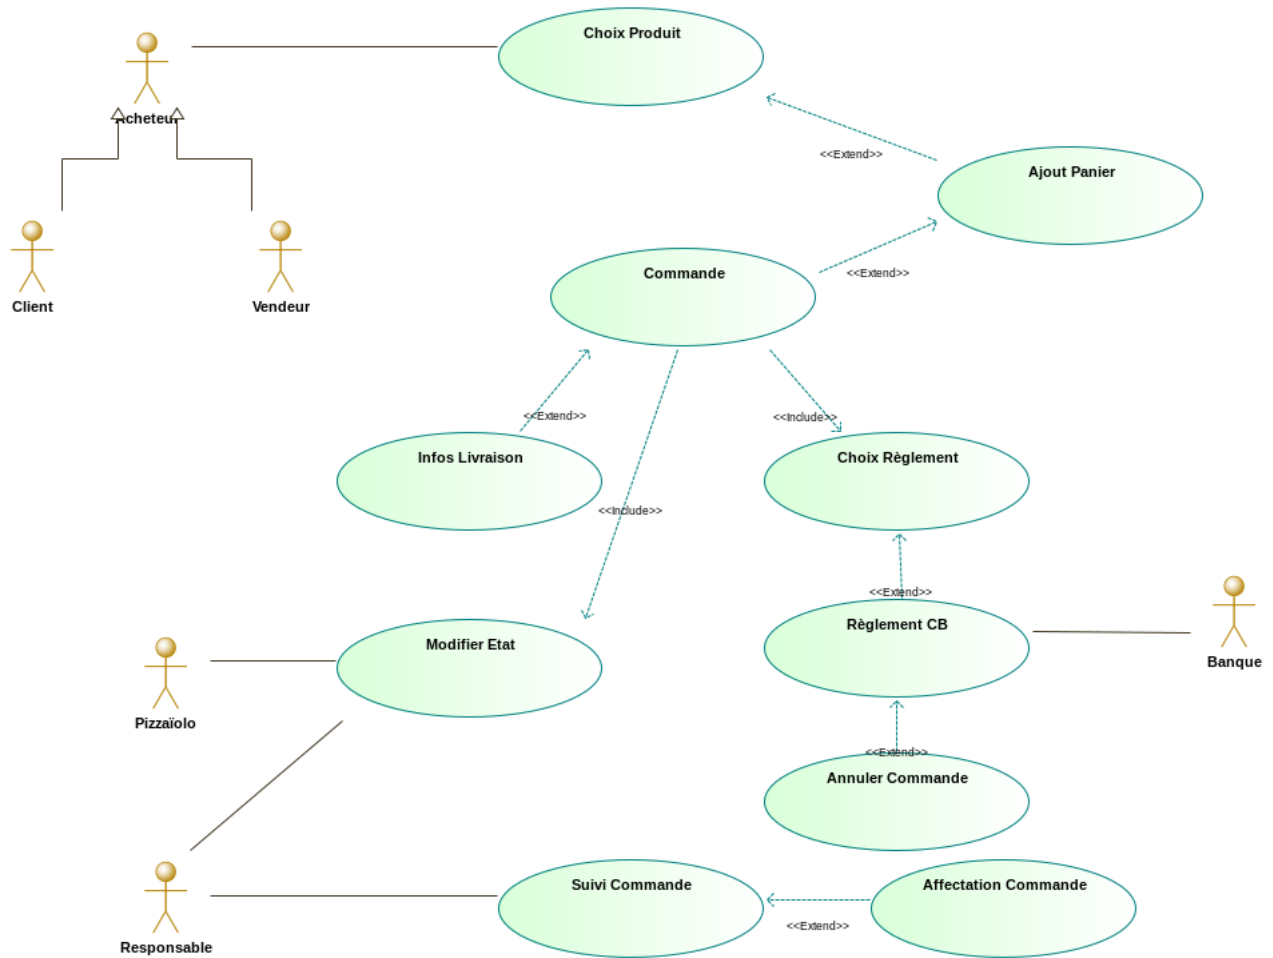 Choix Produit
Acheteur
<<Extend>>
Ajout Panier
Client
Vendeur
Commande
<<Extend>>
<<Extend>>
<<Include>>
Infos Livraison
Choix Règlement
<<Include>>
<<Extend>>
Règlement CB
Modifier Etat
Banque
Pizzaïolo
<<Extend>>
Annuler Commande
Suivi Commande
Affectation Commande
<<Extend>>
Responsable